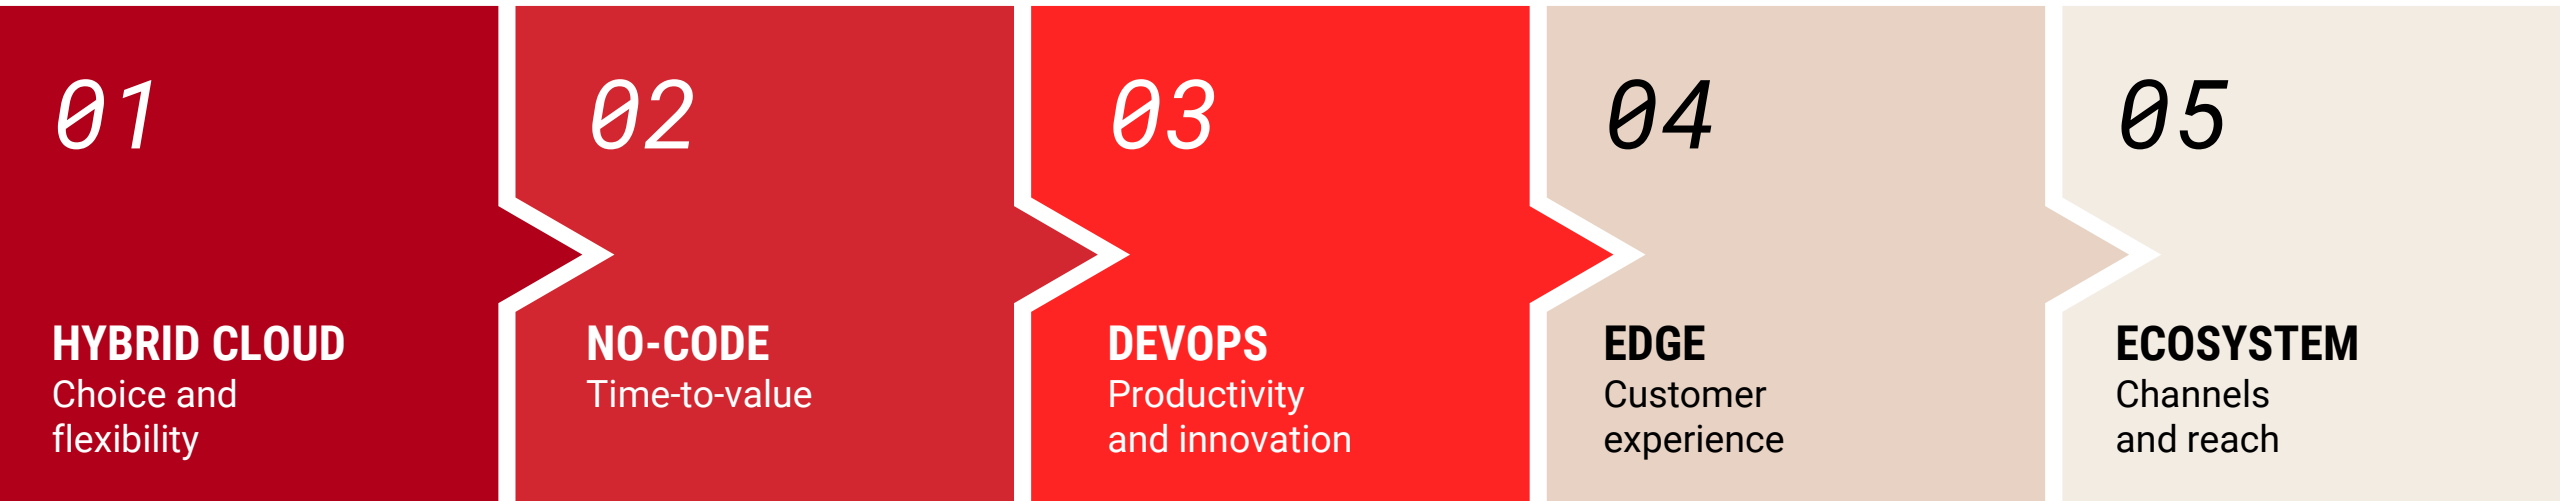 01
HYBRID CLOUD
Choice and
flexibility
02
NO-CODE
Time-to-value
03
DEVOPS
Productivity
and innovation
04
EDGE
Customer
experience
05
ECOSYSTEM
Channels
and reach